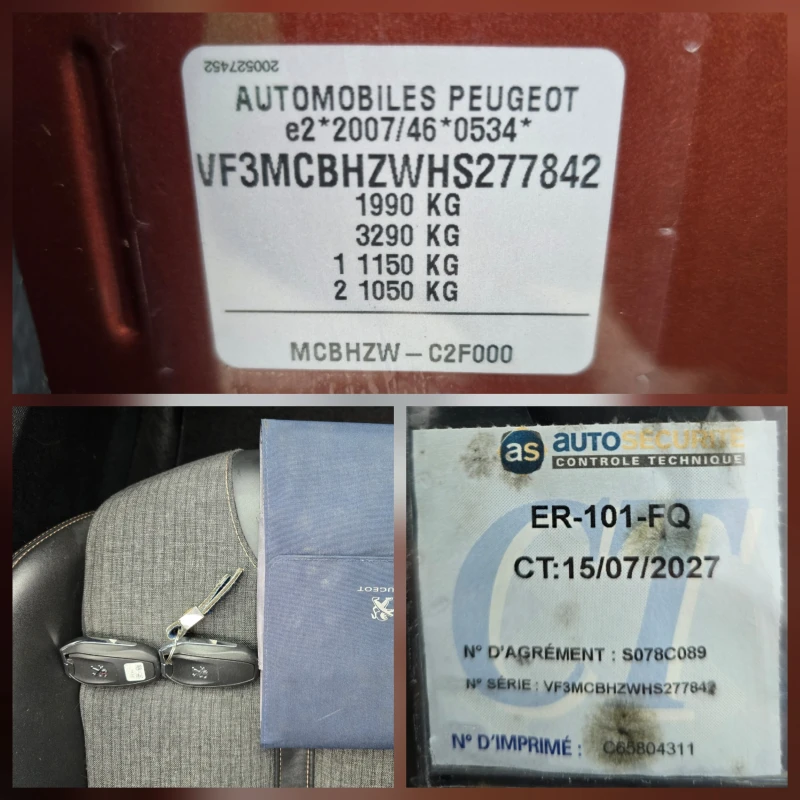 200527452
AUTOMOBILES PEUGEOT
e2*2007/46*0534*
VF3MCBHZWHS277842
1990 KG
3290 KG
1 1150 KG
2 1050 KG
MCBHZW – C2F000
PEUGEOT
as AUTOSÉCURITÉ
CONTROLE TECHNIQUE
CT
ER-101-FQ
CT:15/07/2027
N° D'AGRÉMENT : S078C089
N° SÉRIE : VF3MCBHZWHS277842
N° D'IMPRIMÉ : C65804311